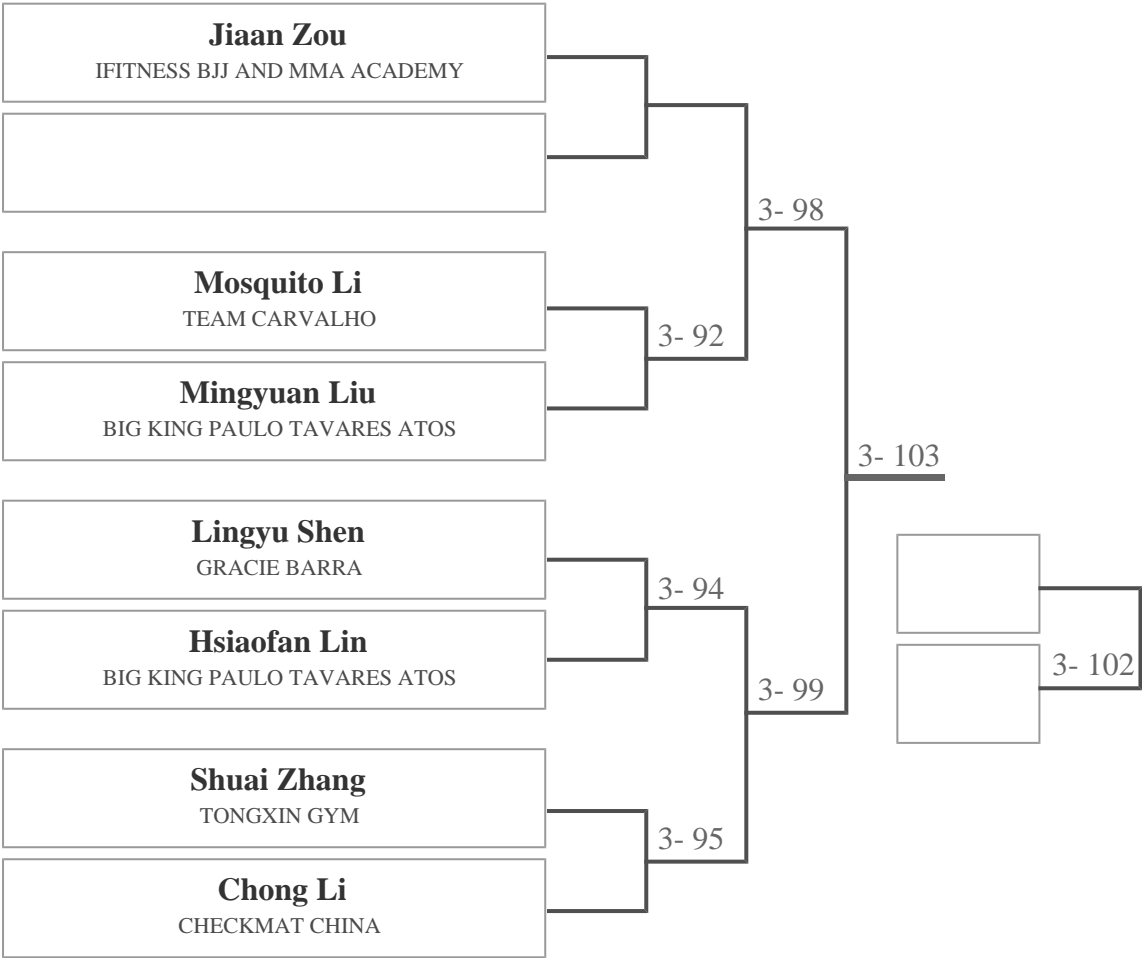 Jiaan Zou
IFITNESS BJJ AND MMA ACADEMY
3- 98
Mosquito Li
TEAM CARVALHO
3- 92
Mingyuan Liu
BIG KING PAULO TAVARES ATOS
3- 103
Lingyu Shen
GRACIE BARRA
3- 94
Hsiaofan Lin
BIG KING PAULO TAVARES ATOS
3- 99
3- 102
Shuai Zhang
TONGXIN GYM
3- 95
Chong Li
CHECKMAT CHINA